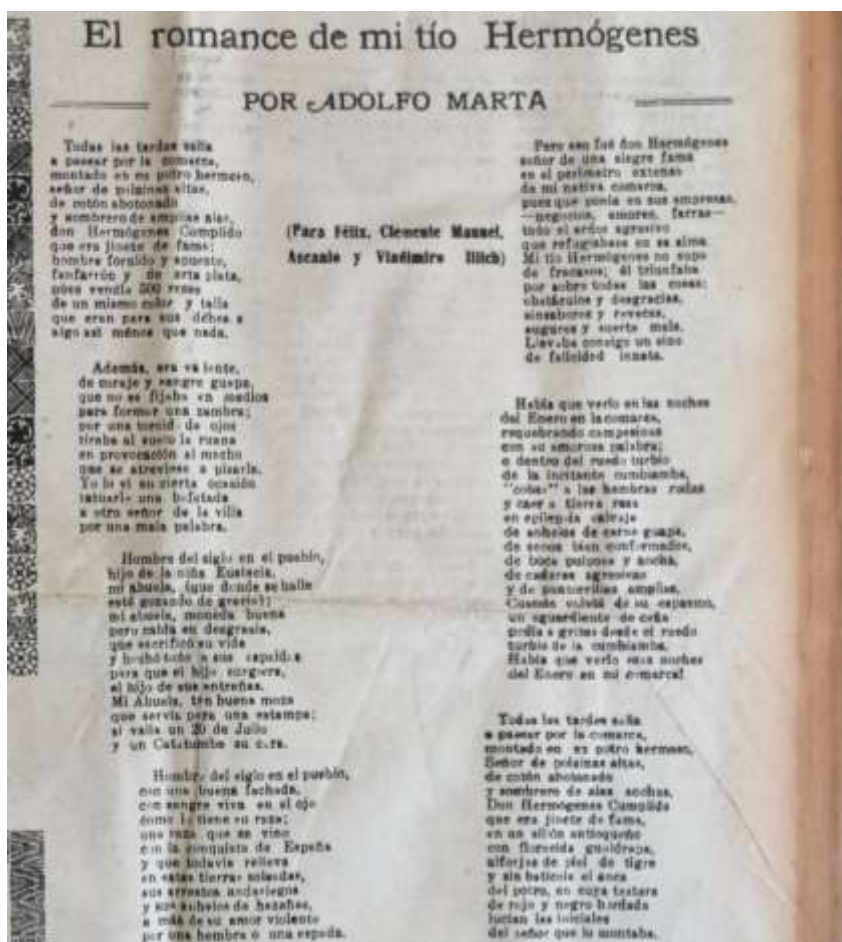 El romance de mi tío Hermógenes
POR ADOLFO MARTA
Todas las tardes salía
a pasear por la comarca,
montado en su potro hermoso,
señor de polainas altas,
de cotón abotonado
y sombrero de amplias alas,
don Hermógenes Cumplido
que era jinete de fama;
hombre fornido y apuesto,
fanfarrón y de arta plata,
pues vendía 500 reses
de un mismo color y talla
que eran para sus débes a
algo así ménos que nada.
Además, era va iente,
de coraje y sangre guapa,
que no se fijaba en medios
para formar una zambra;
por una torcid de ojos
tiraba al suelo la ruana
en provocación al macho
que se atreviese a pisarla.
Yo lo ví en cierta ocasión
tatuarle una bofetada
a otro señor de la villa
por una mala palabra.
Hombre del siglo en el pueblo,
hijo de la niña Eustacia,
mi abuela, (que donde se halle
esté gozando de gracia);
mi abuela, moneda buena
pero caída en desgracia,
que sacrificó su vida
y a sus espaldas
para que el hijo surgiera,
el hijo de sus entrañas.
Mi Abuela, tan buena moza
que servía para una estampa;
si valía un 20 de Julio
y un Catatumbo su cara.
Hombre del siglo en el pueblo,
con una buena fachada,
con sangre viva en el ojo
como la tiene su raza;
una raza que se vino
con la conquista de España
y que todavía relieva
en estas tierras soleadas,
sus arrestos andariegos
y sus anhelos de hazañas,
a más de su amor violento
por una hembra o una espada.
(Para Félix, Clemente Manuel,
Ascanio y Vladimiro Illich)
Pero eso fué don Hermógenes
señor de una alegre fama
en el perímetro extenso
de mi nativa comarca,
pues que ponía en sus empresas,
—negocios, amores, farras—
todo el ardor agresivo
que refugiábase en su alma.
Mi tío Hermógenes no supo
de fracasos; él triunfaba
por sobre todas las cosas:
obstáculos y desgracias,
sinsabores y reveces,
augures y suerte mala.
Llevaba consigo un sino
de felicidad innata.
Había que verlo en las noches
del Enero en la comarca,
requebrando campesinas
con su amorosa palabra;
o dentro del ruedo turbio
de la incitante cumbiamba,
a las hembras rudas
y caer a tierra rasa
en salvaje
de anhelos de carne guapa,
de senos bien conformados,
de boca pulposa y ancha,
de caderas agresivas
y de pantorrillas amplias.
Cuando volvía de su espasmo,
un aguardiente de caña
pedía a gritos desde el ruedo
turbio de la cumbiamba.
Había que verlo esas noches
del Enero en mi comarca!
Todas las tardes salía
a pasear por la comarca,
montado en su potro hermoso,
Señor de polainas altas,
de cotón abotonado
y sombrero de alas anchas,
Don Hermógenes Cumplido
que era jinete de fama,
en un sillón antioqueño
con florecida gualdrapa,
alforjas de piel de tigre
y sin baticola el anca
del potro, en cuya testera
de rojo y negro bordada
lucían las iniciales
del señor que lo montaba.